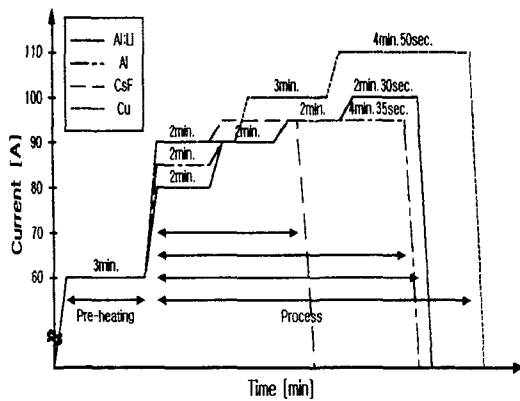 Al:Li
Al
CsF
Cu
Current [A]
110
100
90
80
60
4min. 50sec.
3min.
2min. 30sec.
2min.
2min.
2min.
4min. 35sec.
2min.
2min.
3min.
Pre-heating
Process
Time [min]